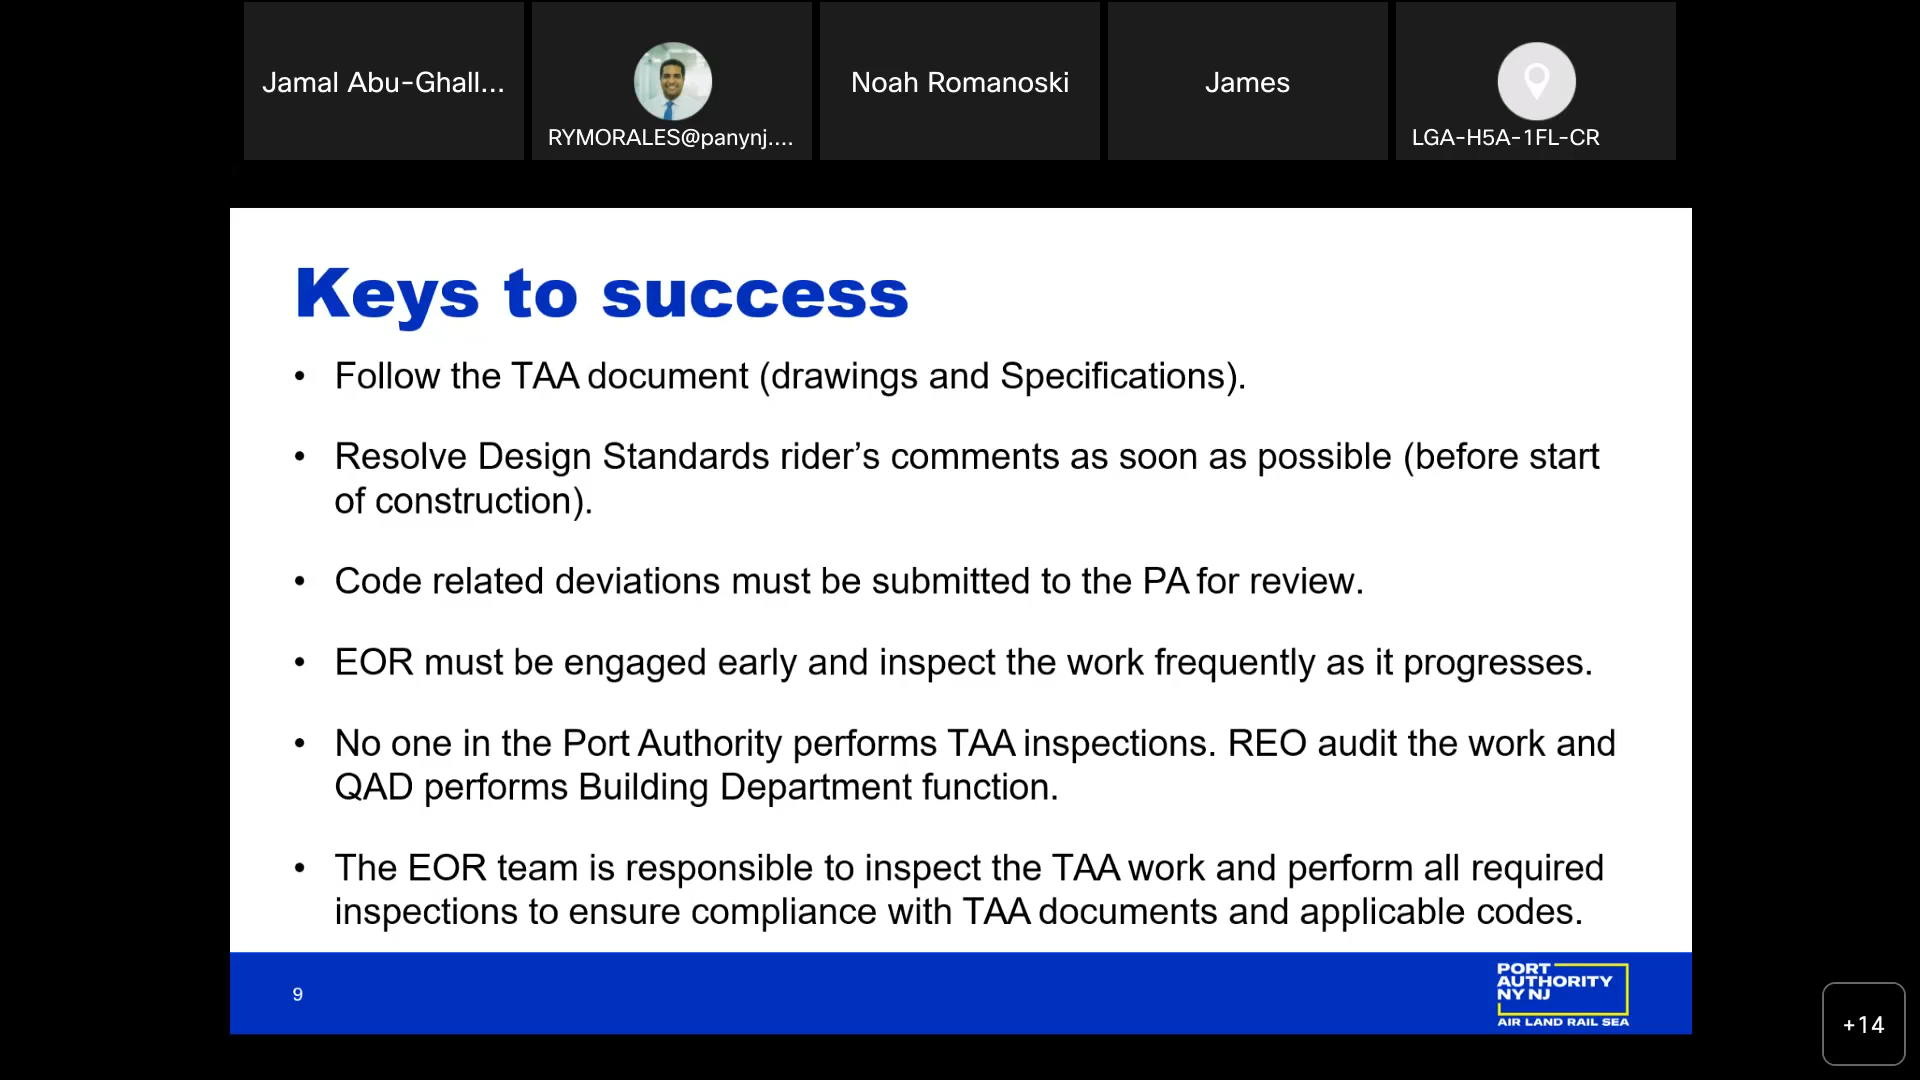 Jamal Abu-Ghall...
RYMORALES@panynj....
Noah Romanoski
James
LGA-H5A-1FL-CR
Keys to success
• Follow the TAA document (drawings and Specifications).
• Resolve Design Standards rider’s comments as soon as possible (before start
of construction).
• Code related deviations must be submitted to the PA for review.
• EOR must be engaged early and inspect the work frequently as it progresses.
• No one in the Port Authority performs TAA inspections. REO audit the work and
QAD performs Building Department function.
• The EOR team is responsible to inspect the TAA work and perform all required
inspections to ensure compliance with TAA documents and applicable codes.
9
PORT
AUTHORITY
NY NJ
AIR LAND RAIL SEA
+14